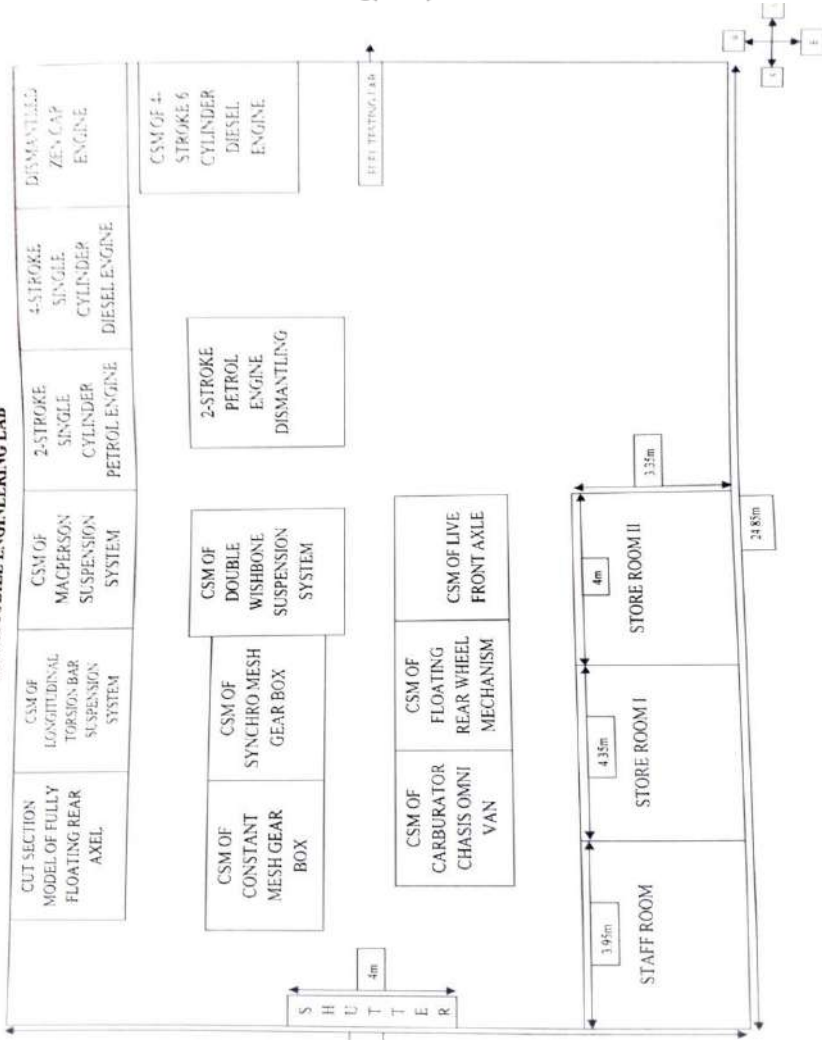 CUT SECTION
MODEL OF FULLY
FLOATING REAR
AXEL
CSM OF
LONGITUDINAL
TORSION BAR
SUSPENSION
SYSTEM
CSM OF
MACPERSON
SUSPENSION
SYSTEM
2-STROKE
SINGLE
CYLINDER
PETROL ENGINE
4-STROKE
SINGLE
CYLINDER
DIESEL ENGINE
DISMANTLED
ZEN CAR
ENGINE
CSM OF
CONSTANT
MESH GEAR
BOX
CSM OF
SYNCHRO MESH
GEAR BOX
CSM OF
DOUBLE
WISHBONE
SUSPENSION
SYSTEM
2-STROKE
PETROL
ENGINE
DISMANTLING
CSM OF 4-
STROKE 6
CYLINDER
DIESEL
ENGINE
SHUTTER
4m
CSM OF
CARBURATOR
CHASIS OMNI
VAN
CSM OF
FLOATING
REAR WHEEL
MECHANISM
CSM OF LIVE
FRONT AXLE
FUEL TESTING LAB
3.95m
STAFF ROOM
4.35m
STORE ROOM I
4m
STORE ROOM II
3.35m
24.85m